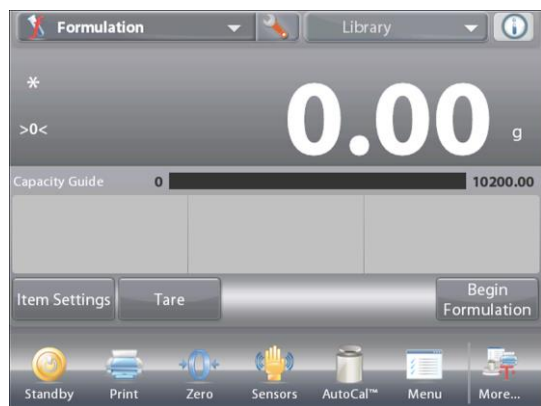 Formulation
Library
*
>0<
0.00 g
Capacity Guide 0 10200.00
Item Settings
Tare
Begin
Formulation
Standby
Print
Zero
Sensors
AutoCal™
Menu
More...